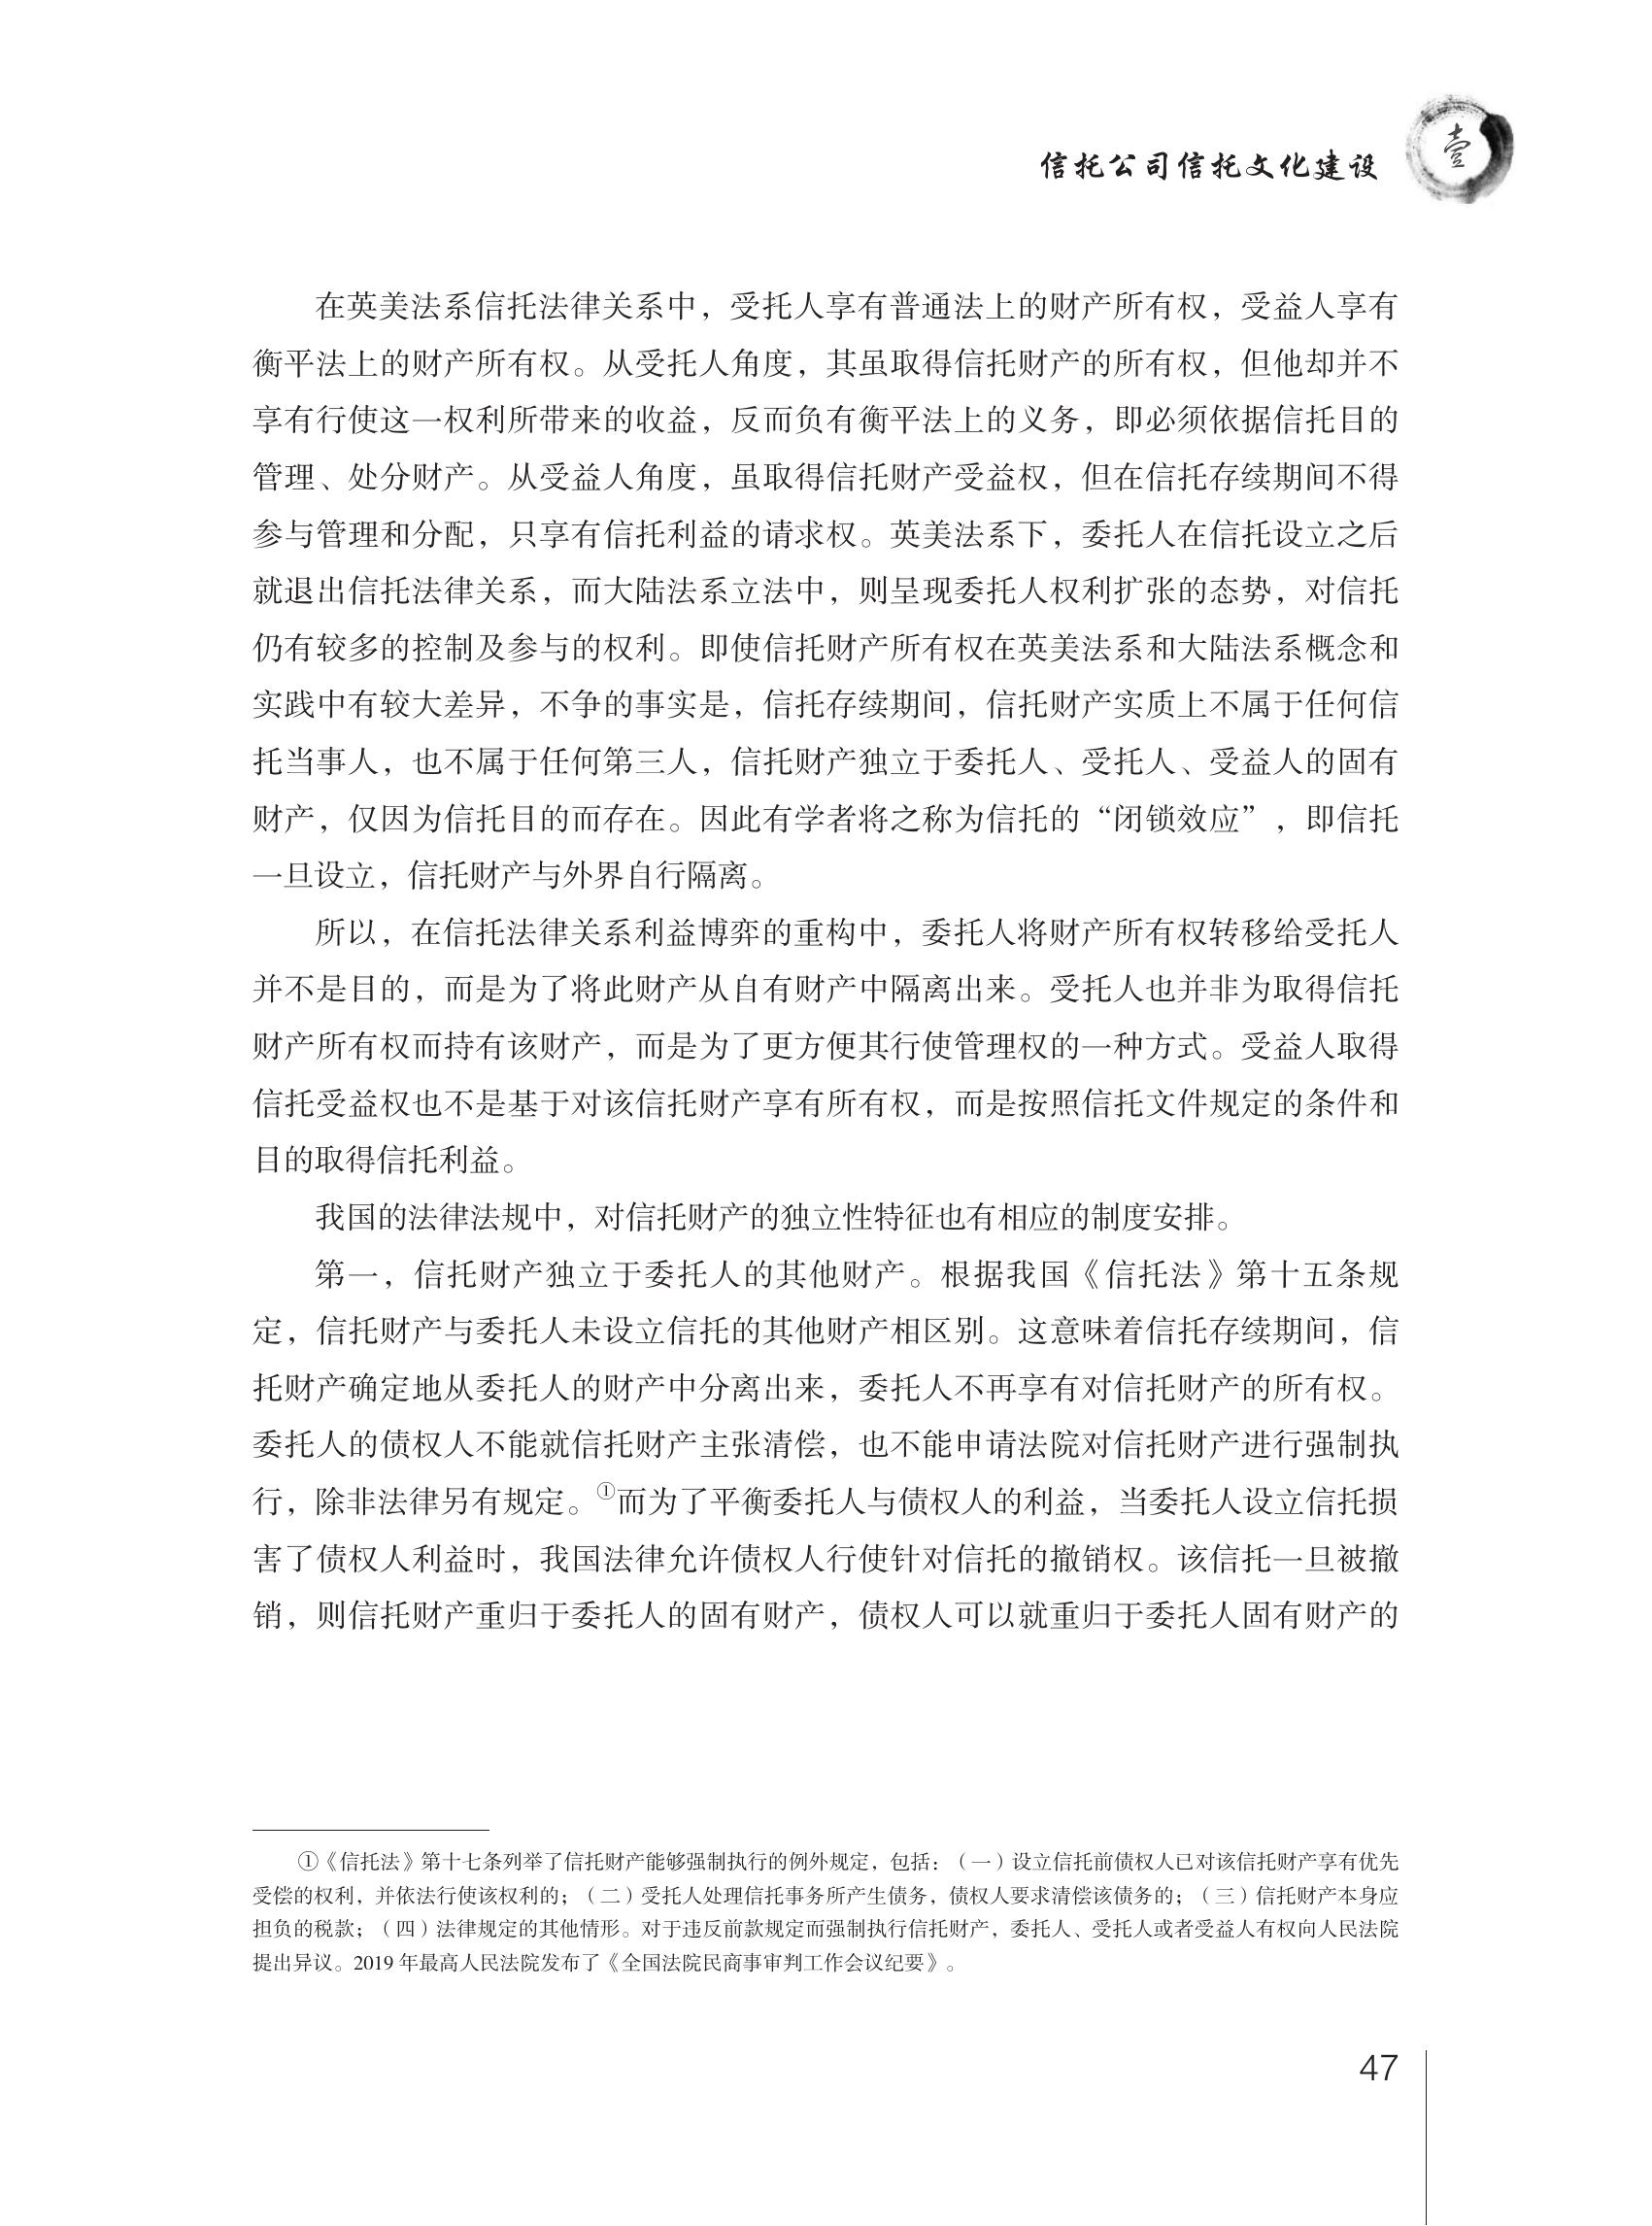 信托公司信托文化建设
壹
在英美法系信托法律关系中，受托人享有普通法上的财产所有权，受益人享有
衡平法上的财产所有权。从受托人角度，其虽取得信托财产的所有权，但他却并不
享有行使这一权利所带来的收益，反而负有衡平法上的义务，即必须依据信托目的
管理、处分财产。从受益人角度，虽取得信托财产受益权，但在信托存续期间不得
参与管理和分配，只享有信托利益的请求权。英美法系下，委托人在信托设立之后
就退出信托法律关系，而大陆法系立法中，则呈现委托人权利扩张的态势，对信托
仍有较多的控制及参与的权利。即使信托财产所有权在英美法系和大陆法系概念和
实践中有较大差异，不争的事实是，信托存续期间，信托财产实质上不属于任何信
托当事人，也不属于任何第三人，信托财产独立于委托人、受托人、受益人的固有
财产，仅因为信托目的而存在。因此有学者将之称为信托的“闭锁效应”，即信托
一旦设立，信托财产与外界自行隔离。
所以，在信托法律关系利益博弈的重构中，委托人将财产所有权转移给受托人
并不是目的，而是为了将此财产从自有财产中隔离出来。受托人也并非为取得信托
财产所有权而持有该财产，而是为了更方便其行使管理权的一种方式。受益人取得
信托受益权也不是基于对该信托财产享有所有权，而是按照信托文件规定的条件和
目的取得信托利益。
我国的法律法规中，对信托财产的独立性特征也有相应的制度安排。
第一，信托财产独立于委托人的其他财产。根据我国《信托法》第十五条规
定，信托财产与委托人未设立信托的其他财产相区别。这意味着信托存续期间，信
托财产确定地从委托人的财产中分离出来，委托人不再享有对信托财产的所有权。
委托人的债权人不能就信托财产主张清偿，也不能申请法院对信托财产进行强制执
行，除非法律另有规定。①而为了平衡委托人与债权人的利益，当委托人设立信托损
害了债权人利益时，我国法律允许债权人行使针对信托的撤销权。该信托一旦被撤
销，则信托财产重归于委托人的固有财产，债权人可以就重归于委托人固有财产的
①《信托法》第十七条列举了信托财产能够强制执行的例外规定，包括：（一）设立信托前债权人已对该信托财产享有优先
受偿的权利，并依法行使该权利的；（二）受托人处理信托事务所产生债务，债权人要求清偿该债务的；（三）信托财产本身应
担负的税款；（四）法律规定的其他情形。对于违反前款规定而强制执行信托财产，委托人、受托人或者受益人有权向人民法院
提出异议。2019 年最高人民法院发布了《全国法院民商事审判工作会议纪要》。
47